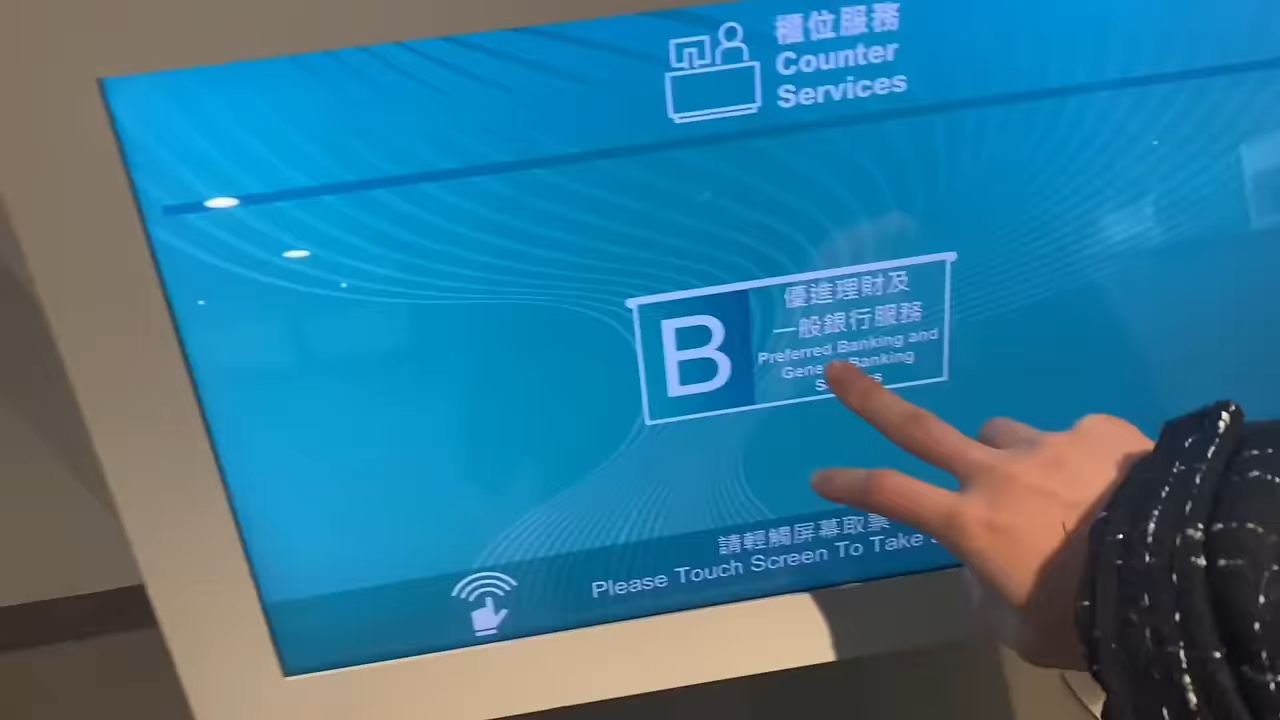 櫃位服務
Counter
Services
B
優進理財及
一般銀行服務
Preferred Banking and
Banking
請輕觸屏幕取票
Please Touch Screen To Take